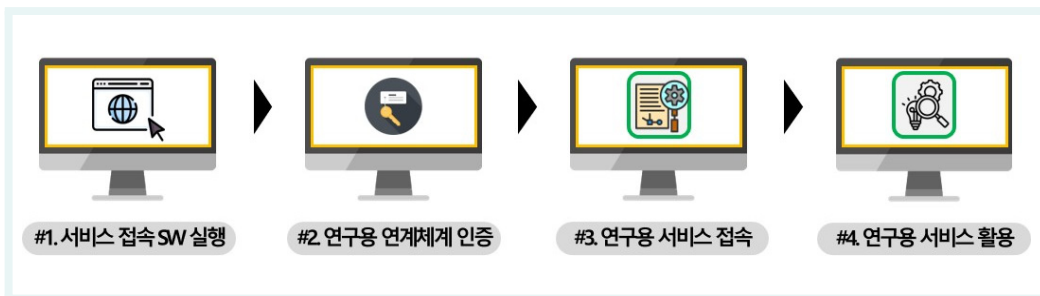 #1. 서비스 접속 SW 실행
#2. 연구용 연계체계 인증
#3. 연구용 서비스 접속
#4. 연구용 서비스 활용